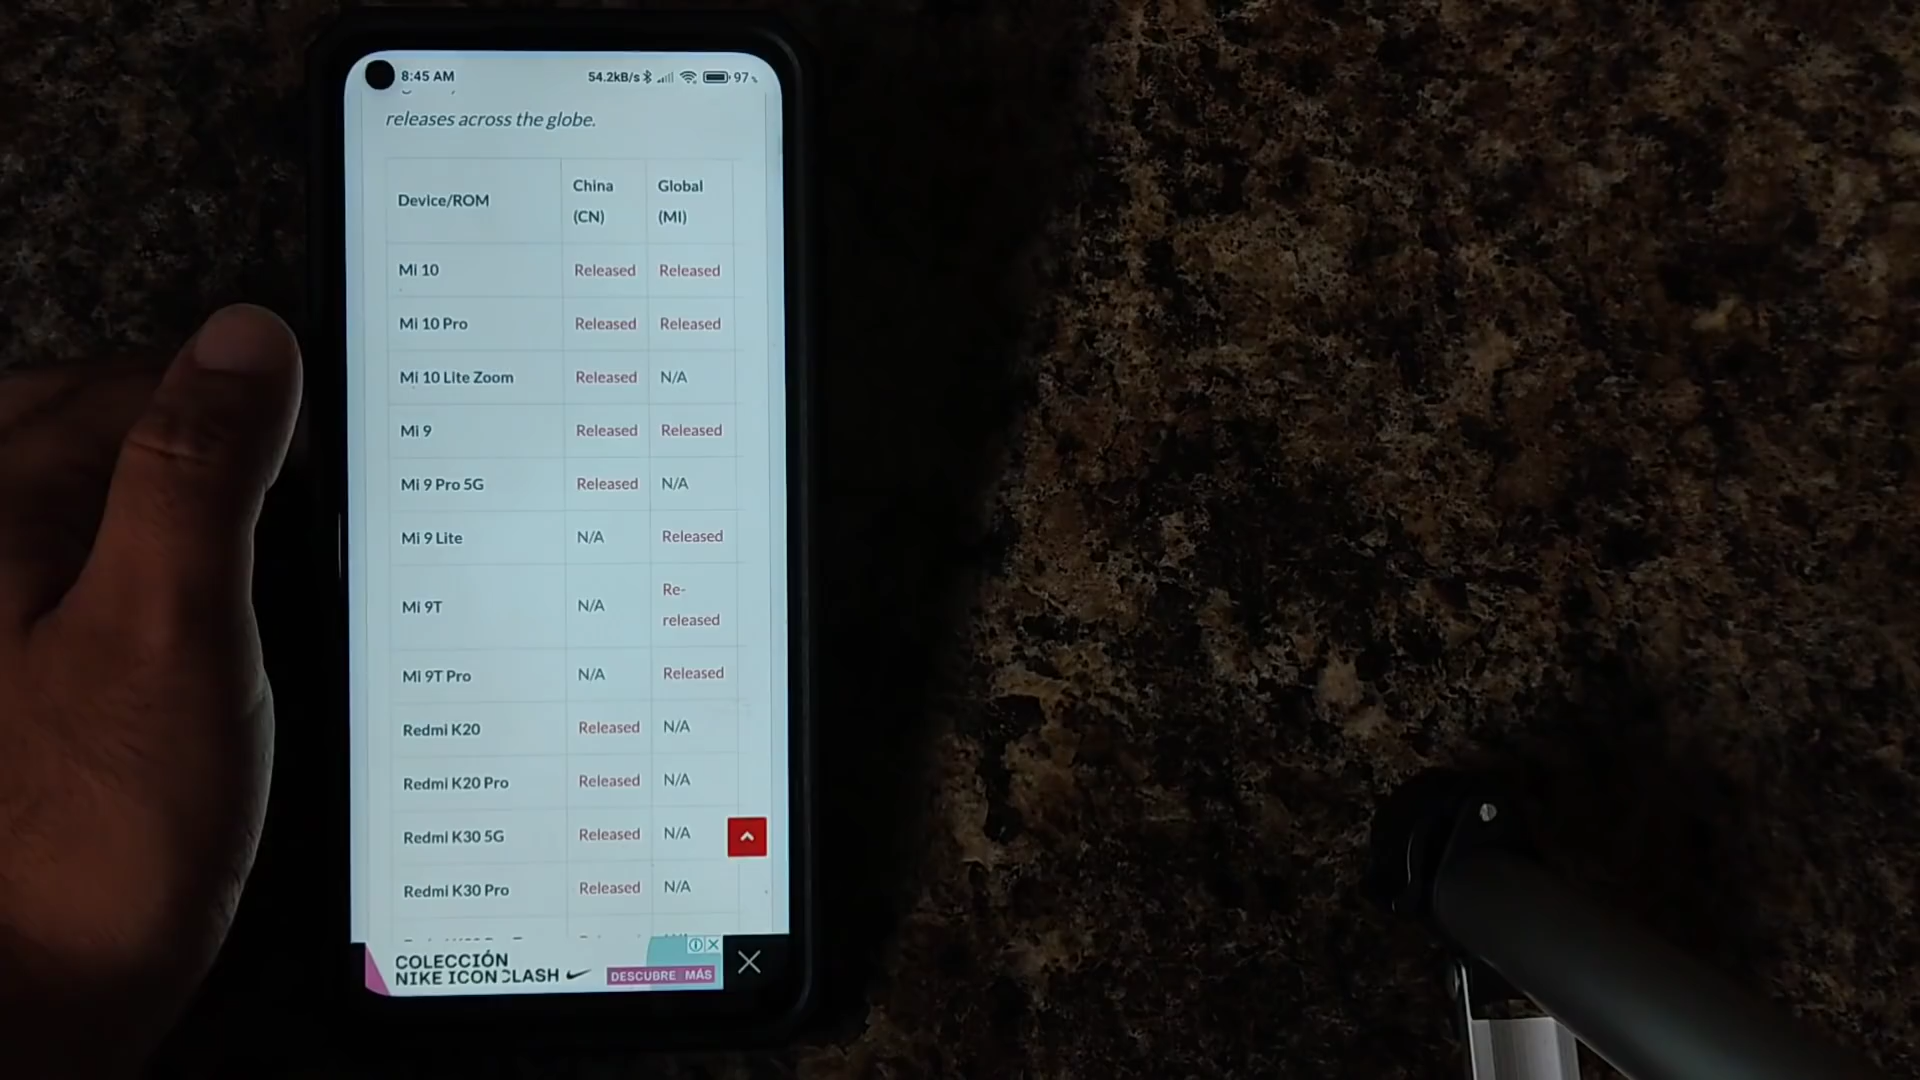 8:45 AM 54.2kB/s 97%
releases across the globe.
Device/ROM China (CN) Global (MI)
Mi 10 Released Released
Mi 10 Pro Released Released
Mi 10 Lite Zoom Released N/A
Mi 9 Released Released
Mi 9 Pro 5G Released N/A
Mi 9 Lite N/A Released
Mi 9T N/A Re-released
Mi 9T Pro N/A Released
Redmi K20 Released N/A
Redmi K20 Pro Released N/A
Redmi K30 5G Released N/A
Redmi K30 Pro Released N/A
COLECCIÓN
NIKE ICON CLASH DESCUBRE MÁS